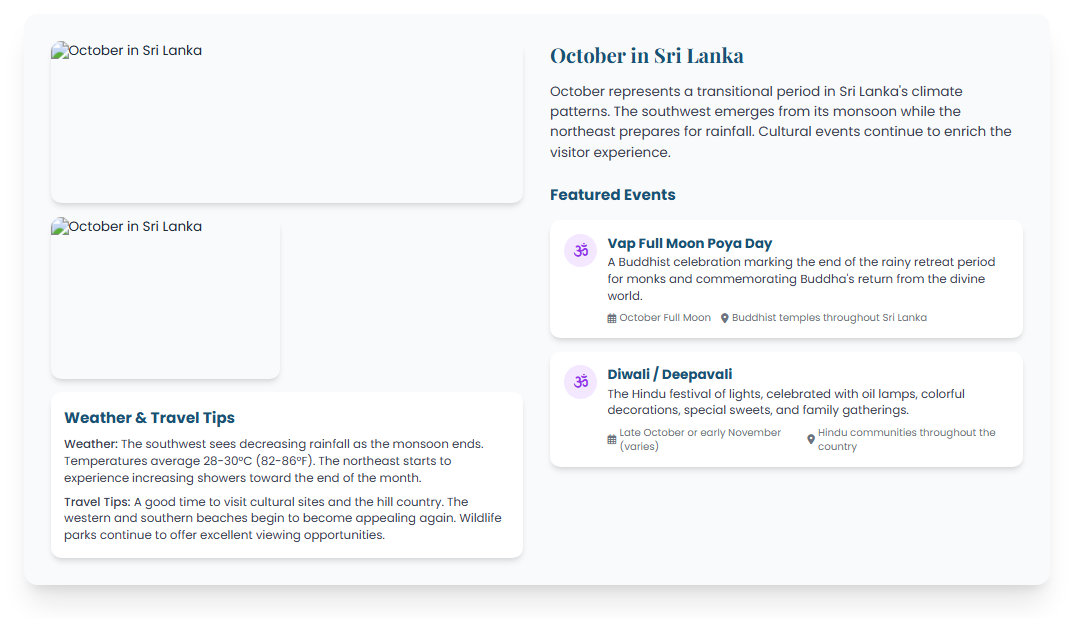 October in Sri Lanka
October in Sri Lanka
Weather & Travel Tips
Weather: The southwest sees decreasing rainfall as the monsoon ends.
Temperatures average 28-30°C (82-86°F). The northeast starts to
experience increasing showers toward the end of the month.
Travel Tips: A good time to visit cultural sites and the hill country. The
western and southern beaches begin to become appealing again. Wildlife
parks continue to offer excellent viewing opportunities.
October in Sri Lanka
October represents a transitional period in Sri Lanka's climate
patterns. The southwest emerges from its monsoon while the
northeast prepares for rainfall. Cultural events continue to enrich the
visitor experience.
Featured Events
ॐ
Vap Full Moon Poya Day
A Buddhist celebration marking the end of the rainy retreat period
for monks and commemorating Buddha's return from the divine
world.
October Full Moon Buddhist temples throughout Sri Lanka
ॐ
Diwali / Deepavali
The Hindu festival of lights, celebrated with oil lamps, colorful
decorations, special sweets, and family gatherings.
Late October or early November
(varies)
Hindu communities throughout the
country